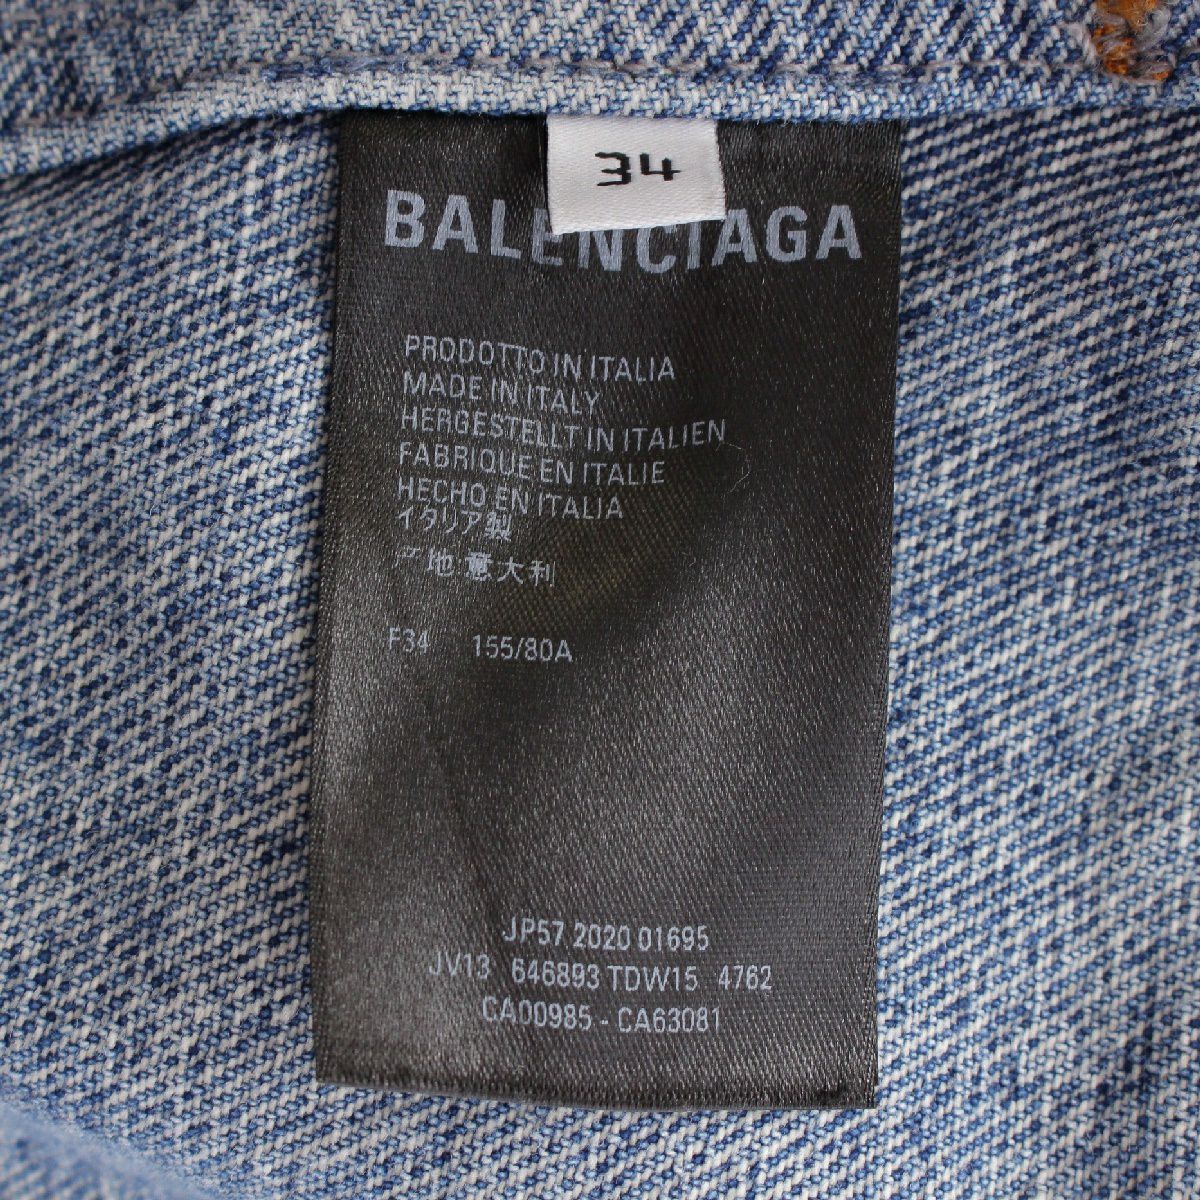 34
BALENCIAGA
PRODOTTO IN ITALIA
MADE IN ITALY
HERGESTELLT IN ITALIEN
FABRIQUE EN ITALIE
HECHO EN ITALIA
イタリア製
产地意大利
F34 155/80A
JP57 2020 01695
JV13 646893 TDW15 4762
CA00985 - CA63081